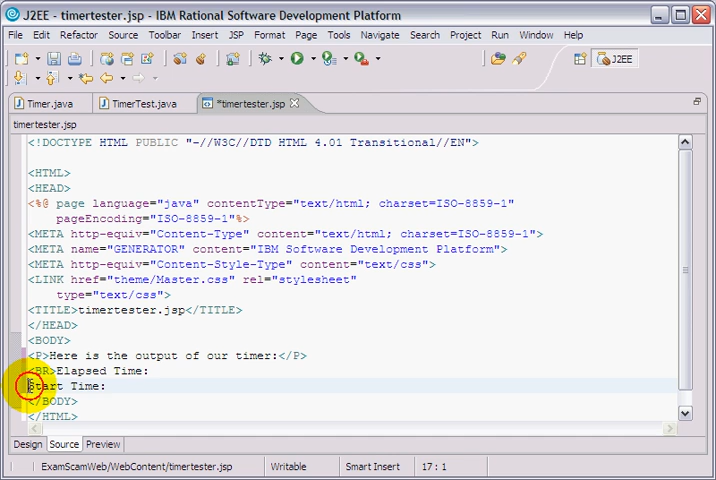 J2EE - timertester.jsp - IBM Rational Software Development Platform
File Edit Refactor Source Toolbar Insert JSP Format Page Tools Navigate Search Project Run Window Help
J2EE
Timer.java TimerTest.java *timertester.jsp
timertester.jsp
<!DOCTYPE HTML PUBLIC "-//W3C//DTD HTML 4.01 Transitional//EN">
<HTML>
<HEAD>
<%@ page language="java" contentType="text/html; charset=ISO-8859-1"
pageEncoding="ISO-8859-1"%>
<META http-equiv="Content-Type" content="text/html; charset=ISO-8859-1">
<META name="GENERATOR" content="IBM Software Development Platform">
<META http-equiv="Content-Style-Type" content="text/css">
<LINK href="theme/Master.css" rel="stylesheet"
type="text/css">
<TITLE>timertester.jsp</TITLE>
</HEAD>
<BODY>
<P>Here is the output of our timer:</P>
<BR>Elapsed Time:
Start Time:
</BODY>
</HTML>
Design Source Preview
ExamScamWeb/WebContent/timertester.jsp Writable Smart Insert 17 : 1